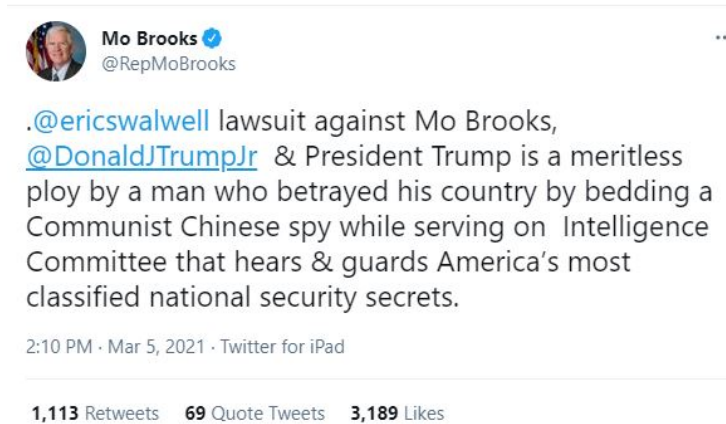 Mo Brooks
@RepMoBrooks
.@ericswalwell lawsuit against Mo Brooks,
@DonaldJTrumpJr & President Trump is a meritless
ploy by a man who betrayed his country by bedding a
Communist Chinese spy while serving on Intelligence
Committee that hears & guards America's most
classified national security secrets.
2:10 PM · Mar 5, 2021 · Twitter for iPad
1,113 Retweets 69 Quote Tweets 3,189 Likes